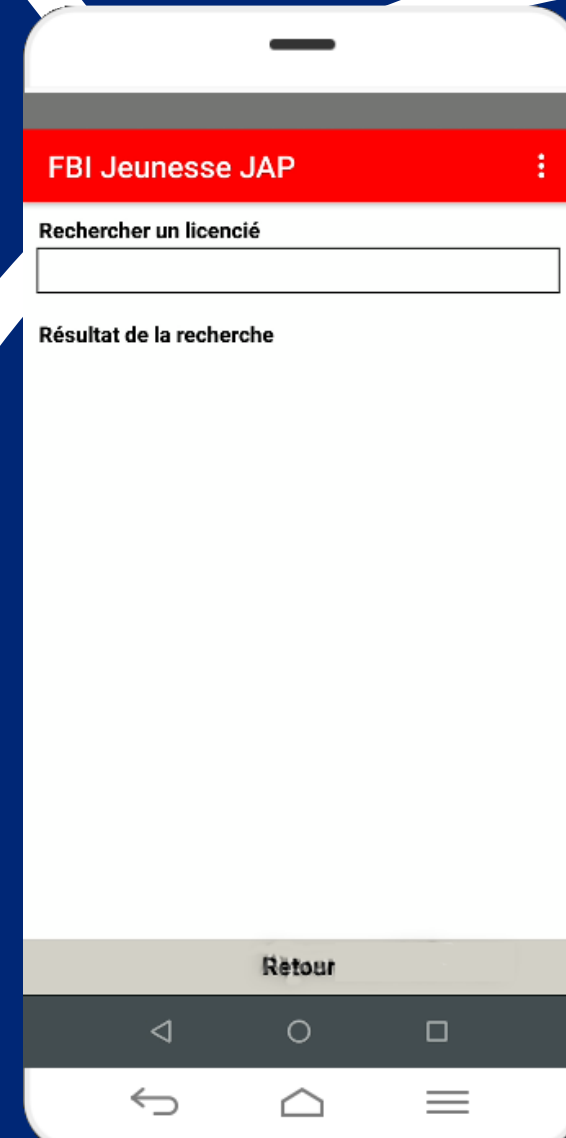 FBI Jeunesse JAP
Rechercher un licencié
Résultat de la recherche
Retour